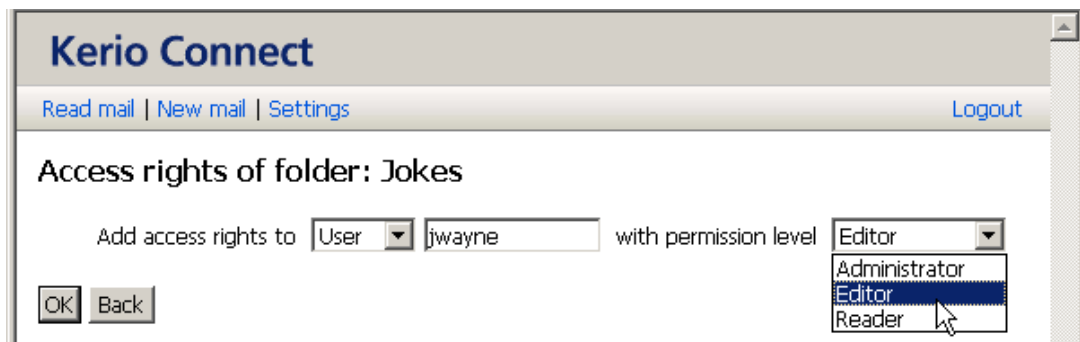 Kerio Connect
Read mail | New mail | Settings Logout
Access rights of folder: Jokes
Add access rights to User jwayne with permission level Editor
Administrator
Editor
Reader
OK Back